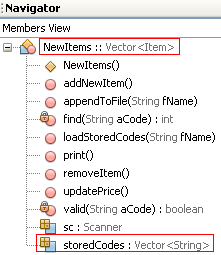 Navigator
Members View
NewItems :: Vector<Item>
NewItems()
addNewItem()
appendToFile(String fName)
find(String aCode) : int
loadStoredCodes(String fName)
print()
removeItem()
updatePrice()
valid(String aCode) : boolean
sc : Scanner
storedCodes : Vector<String>